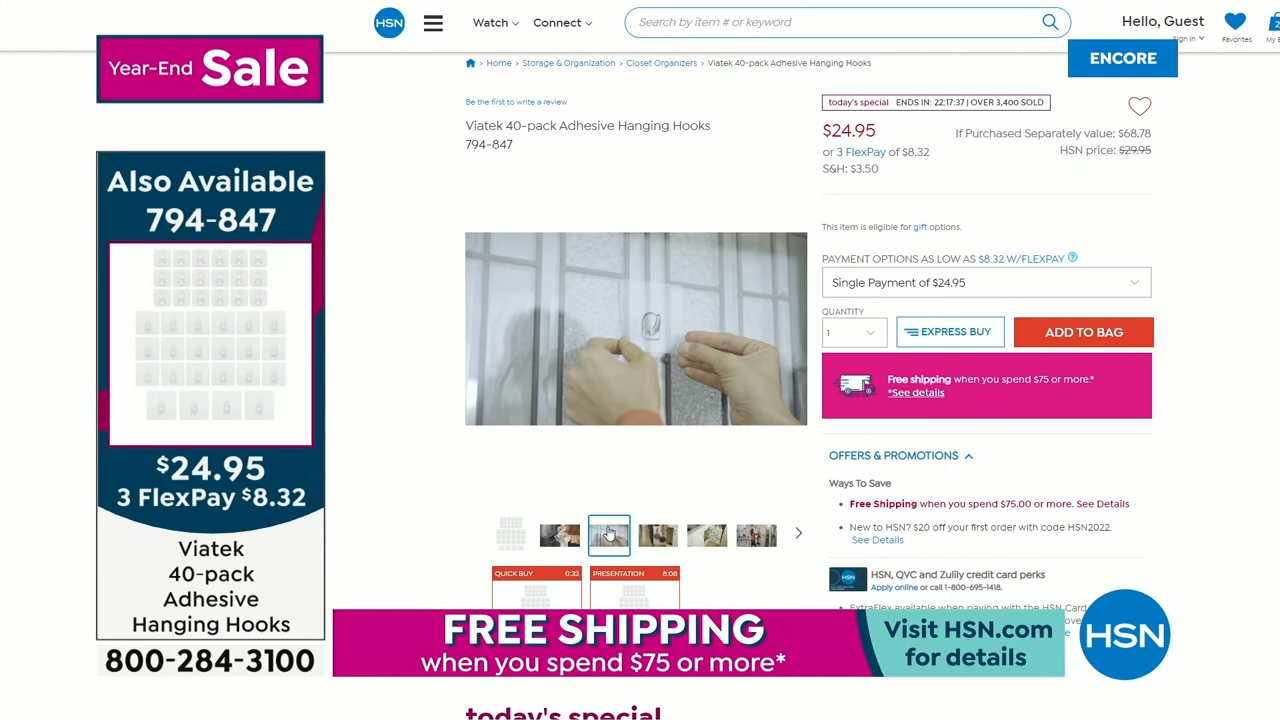 HSN
Watch
Connect
Search by item # or keyword
Hello, Guest
Sign In
Favorites
ENCORE
Year-End Sale
Home > Storage & Organization > Closet Organizers > Viatek 40-pack Adhesive Hanging Hooks
Be the first to write a review
Viatek 40-pack Adhesive Hanging Hooks
794-847
today's special ENDS IN: 22:17:37 | OVER 3,400 SOLD
$24.95
If Purchased Separately value: $68.78
or 3 FlexPay of $8.32
HSN price: $29.95
S&H: $3.50
This item is eligible for gift options.
PAYMENT OPTIONS AS LOW AS $8.32 W/FLEXPAY ?
Single Payment of $24.95
QUANTITY
1
EXPRESS BUY
ADD TO BAG
Free shipping when you spend $75 or more.*
*See details
OFFERS & PROMOTIONS
Ways To Save
• Free Shipping when you spend $75.00 or more. See Details
• New to HSN? $20 off your first order with code HSN2022.
See Details
HSN, QVC and Zulily credit card perks
Apply online or call 1-800-695-1418.
ExtraFlex available when paying with the HSN Card
QUICK BUY 0:32
PRESENTATION 8:08
Also Available
794-847
$24.95
3 FlexPay $8.32
Viatek
40-pack
Adhesive
Hanging Hooks
800-284-3100
FREE SHIPPING
when you spend $75 or more*
Visit HSN.com
for details
HSN
today's special